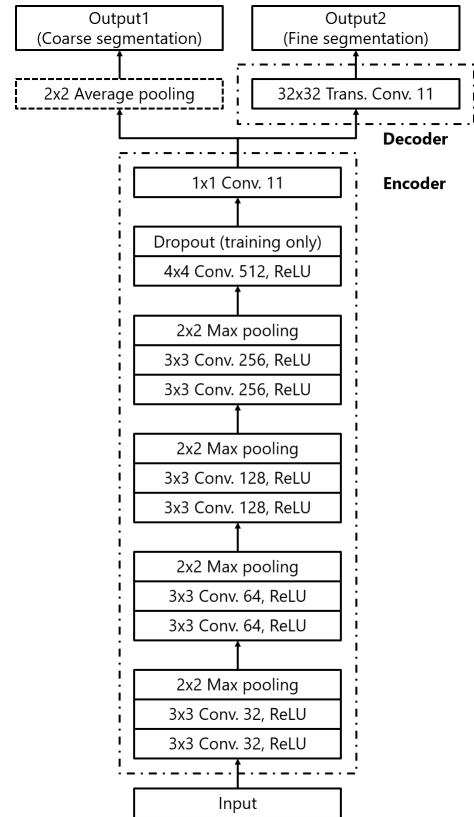 Output1
(Coarse segmentation)
Output2
(Fine segmentation)
2x2 Average pooling
32x32 Trans. Conv. 11
Decoder
Encoder
1x1 Conv. 11
Dropout (training only)
4x4 Conv. 512, ReLU
2x2 Max pooling
3x3 Conv. 256, ReLU
3x3 Conv. 256, ReLU
2x2 Max pooling
3x3 Conv. 128, ReLU
3x3 Conv. 128, ReLU
2x2 Max pooling
3x3 Conv. 64, ReLU
3x3 Conv. 64, ReLU
2x2 Max pooling
3x3 Conv. 32, ReLU
3x3 Conv. 32, ReLU
Input